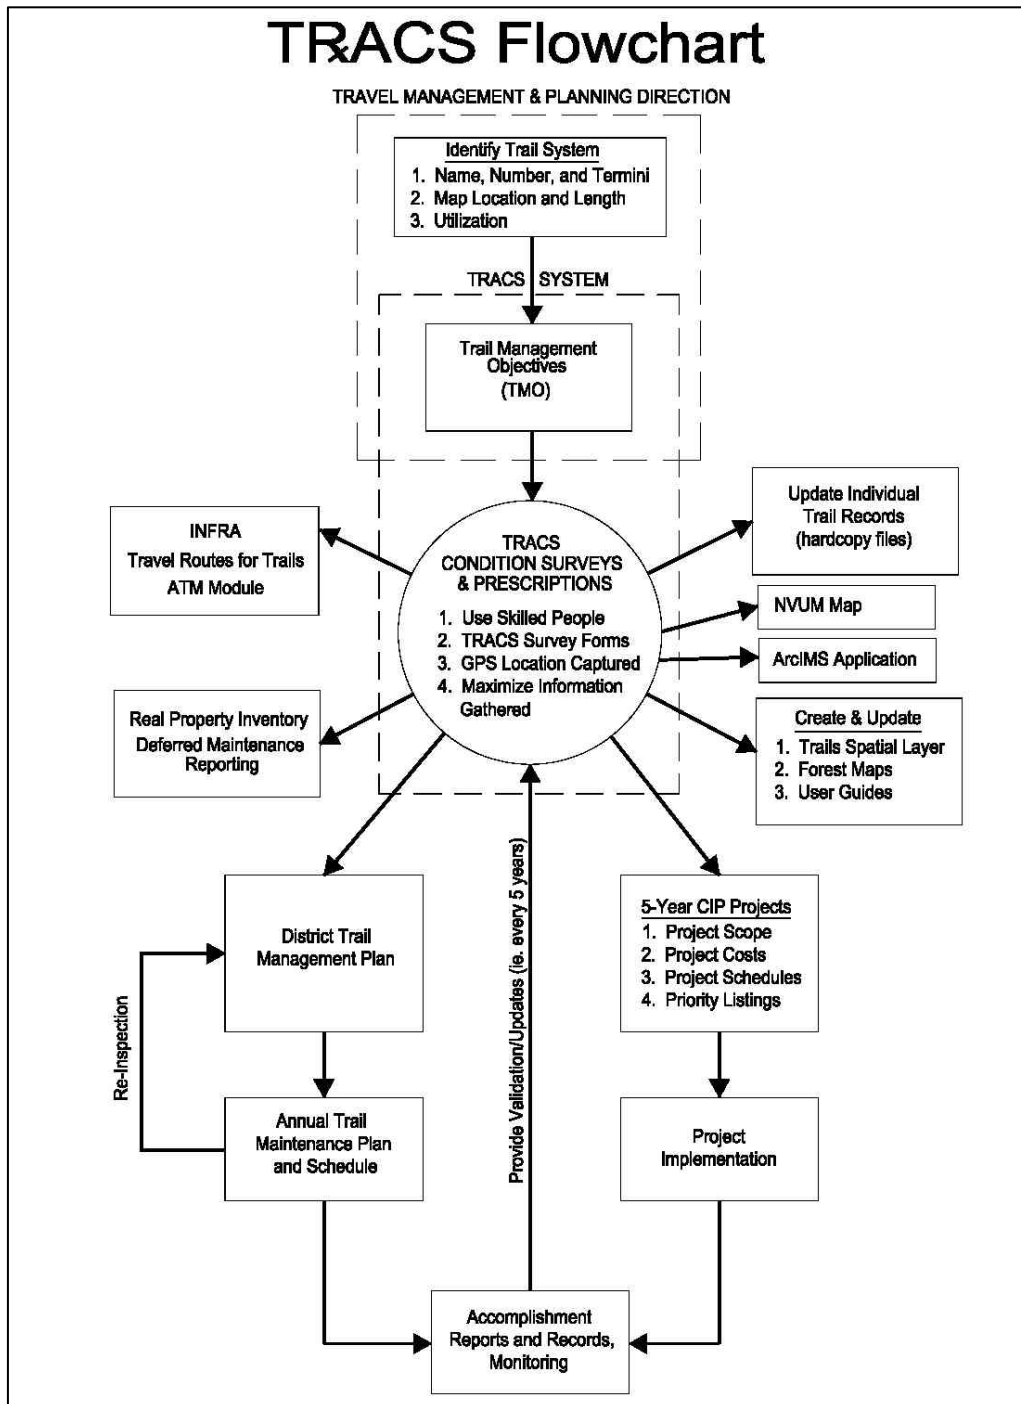 TRxACS Flowchart
TRAVEL MANAGEMENT & PLANNING DIRECTION
Identify Trail System
1. Name, Number, and Termini
2. Map Location and Length
3. Utilization
TRACS SYSTEM
Trail Management
Objectives
(TMO)
INFRA
Travel Routes for Trails
ATM Module
TRACS
CONDITION SURVEYS
& PRESCRIPTIONS
1. Use Skilled People
2. TRACS Survey Forms
3. GPS Location Captured
4. Maximize Information
Gathered
Update Individual
Trail Records
(hardcopy files)
NVUM Map
ArcIMS Application
Real Property Inventory
Deferred Maintenance
Reporting
Create & Update
1. Trails Spatial Layer
2. Forest Maps
3. User Guides
District Trail
Management Plan
Provide Validation/Updates (ie. every 5 years)
5-Year CIP Projects
1. Project Scope
2. Project Costs
3. Project Schedules
4. Priority Listings
Re-Inspection
Annual Trail
Maintenance Plan
and Schedule
Project
Implementation
Accomplishment
Reports and Records,
Monitoring